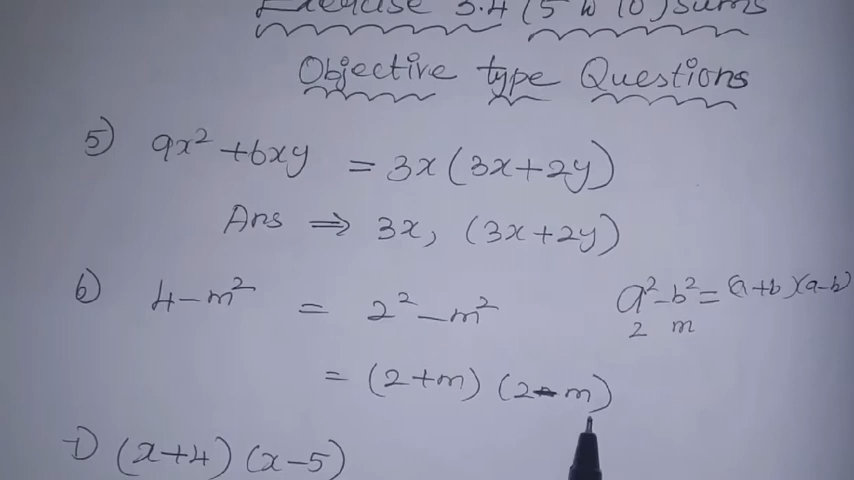 Exercise 3.4 (5 to 10) sums
Objective type Questions
5) 9x² + 6xy = 3x (3x+2y)
Ans ⇒ 3x, (3x+2y)
6) 4-m² = 2²-m² a²-b²=(a+b)(a-b)
2 m
= (2+m) (2-m)
7) (x+4) (x-5)